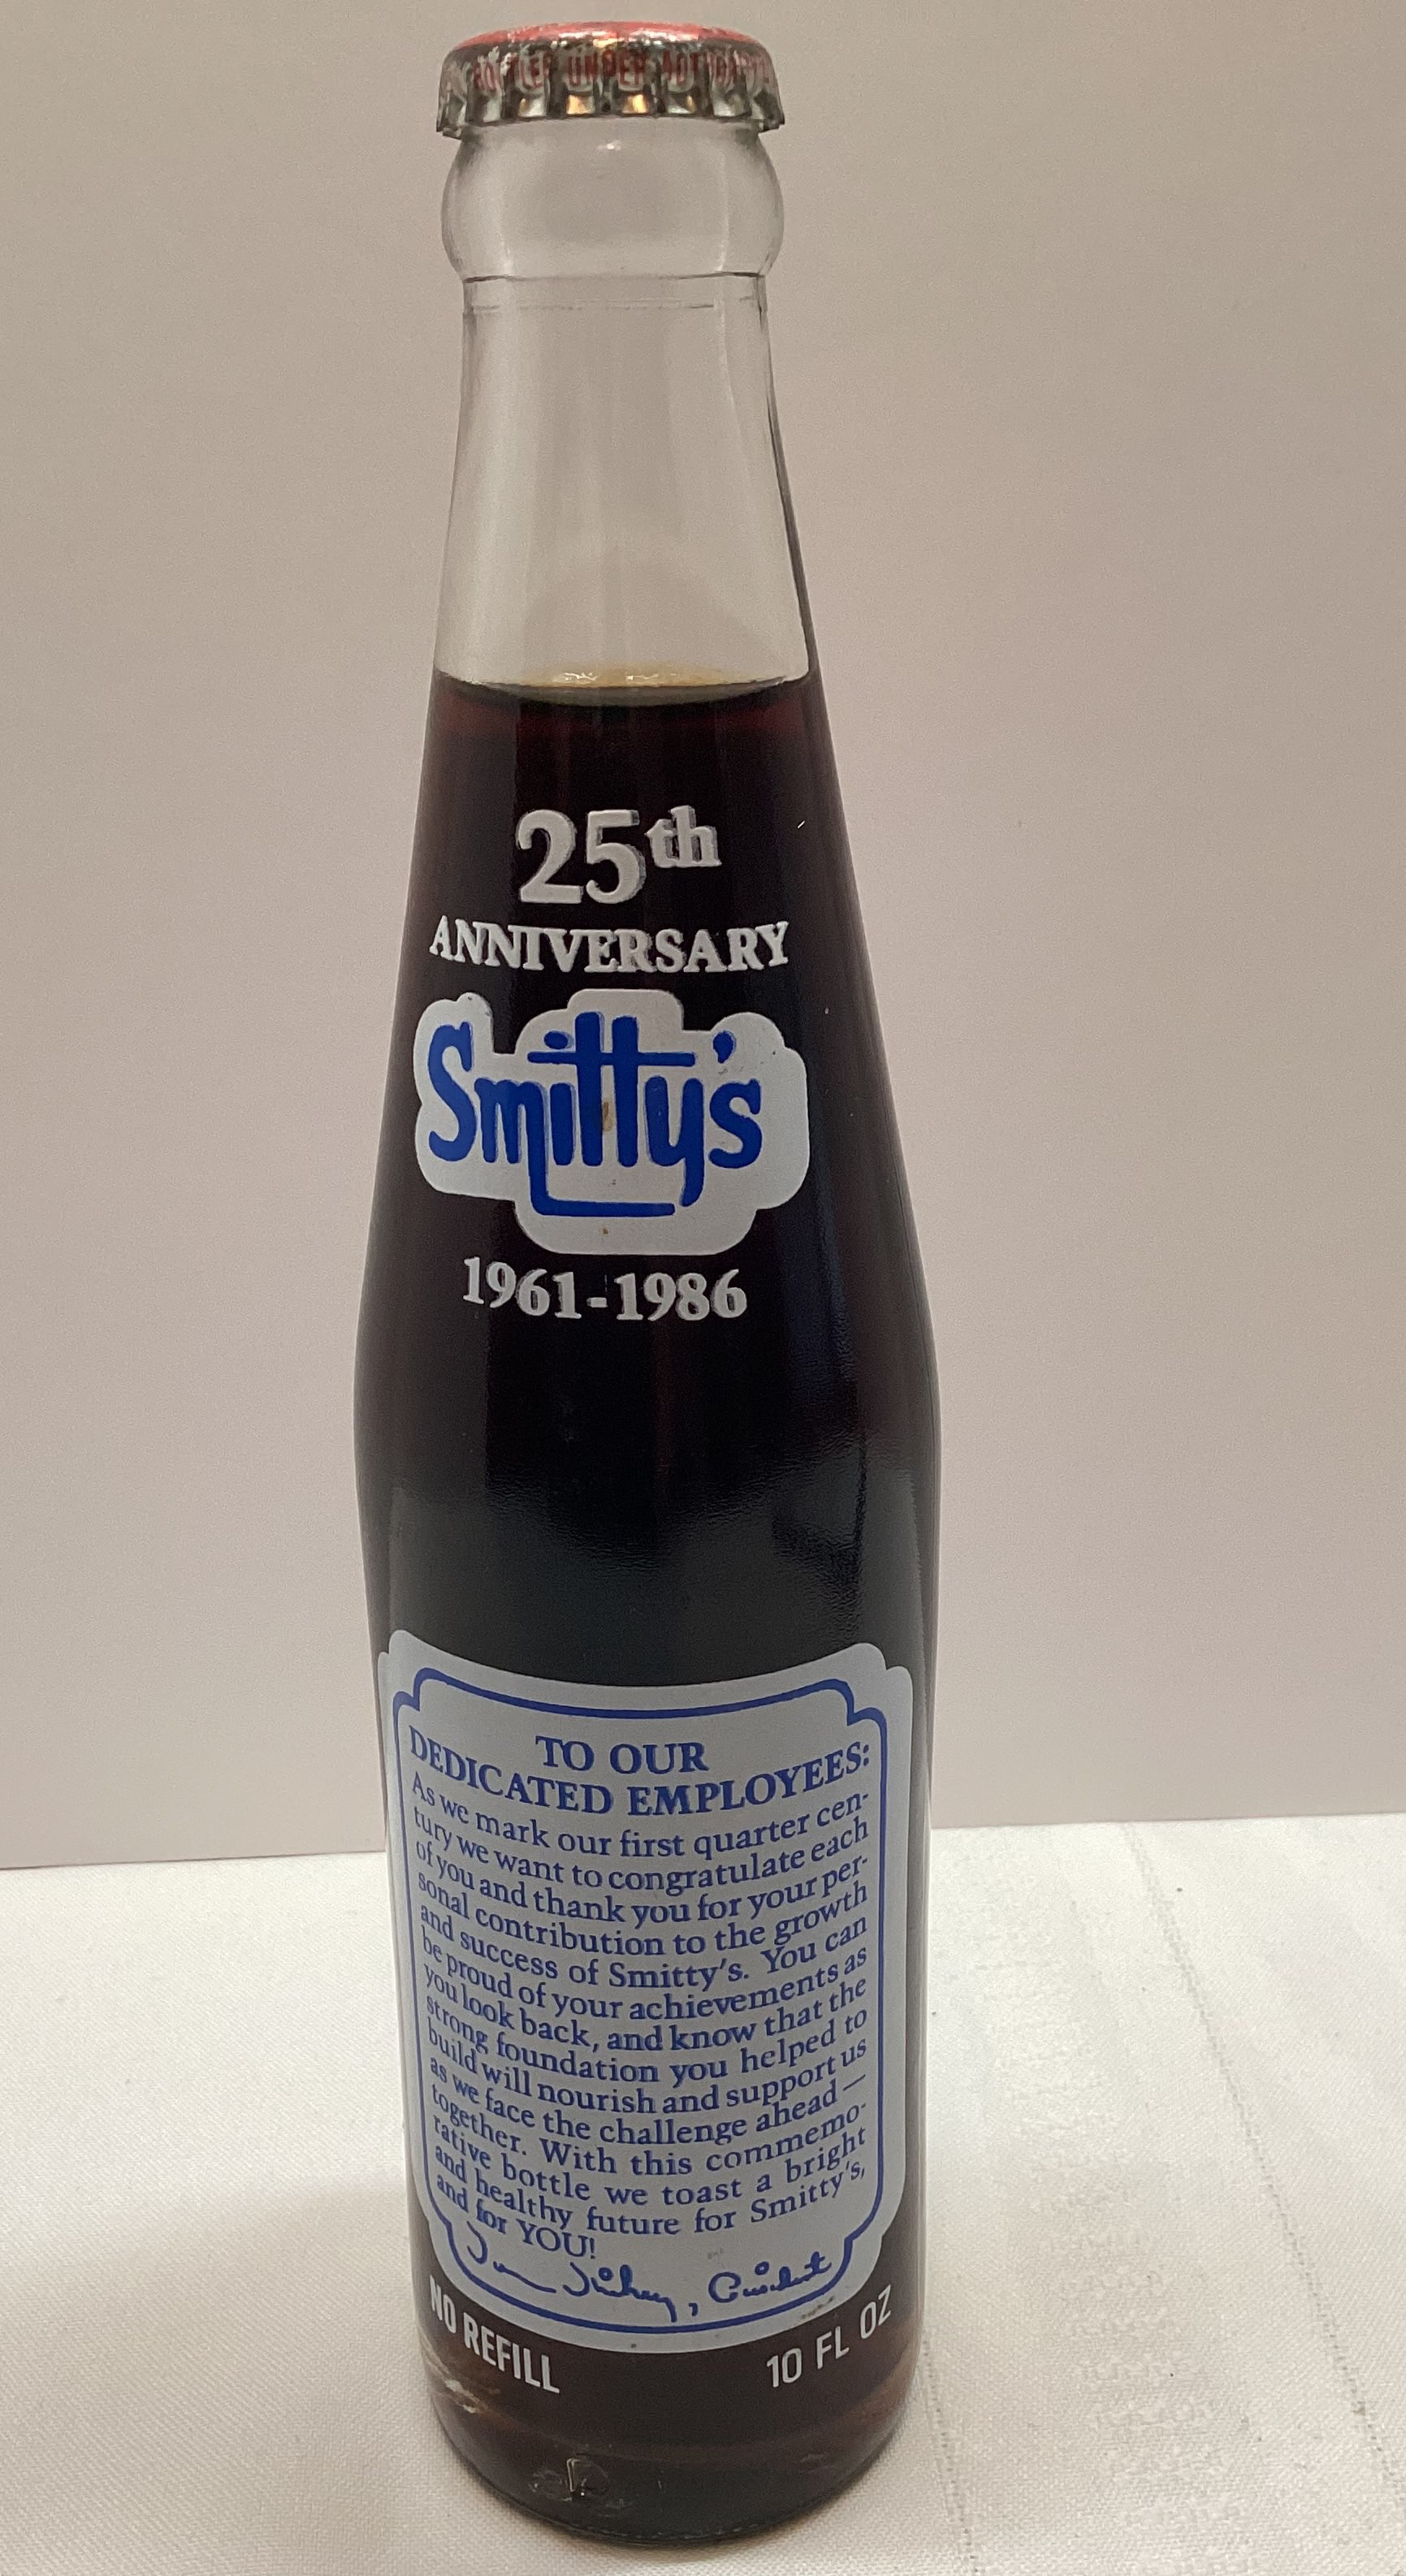 BOTTLED UNDER AUTHORITY
25th
ANNIVERSARY
Smitty's
1961-1986
TO OUR
DEDICATED EMPLOYEES:
As we mark our first quarter cen-
tury we want to congratulate each
of you and thank you for your per-
sonal contribution to the growth
and success of Smitty's. You can
be proud of your achievements as
you look back, and know that the
strong foundation you helped to
build will nourish and support us
as we face the challenge ahead—
together. With this commemo-
rative bottle we toast a bright
and healthy future for Smitty's,
and for YOU!
, President
NO REFILL
10 FL OZ